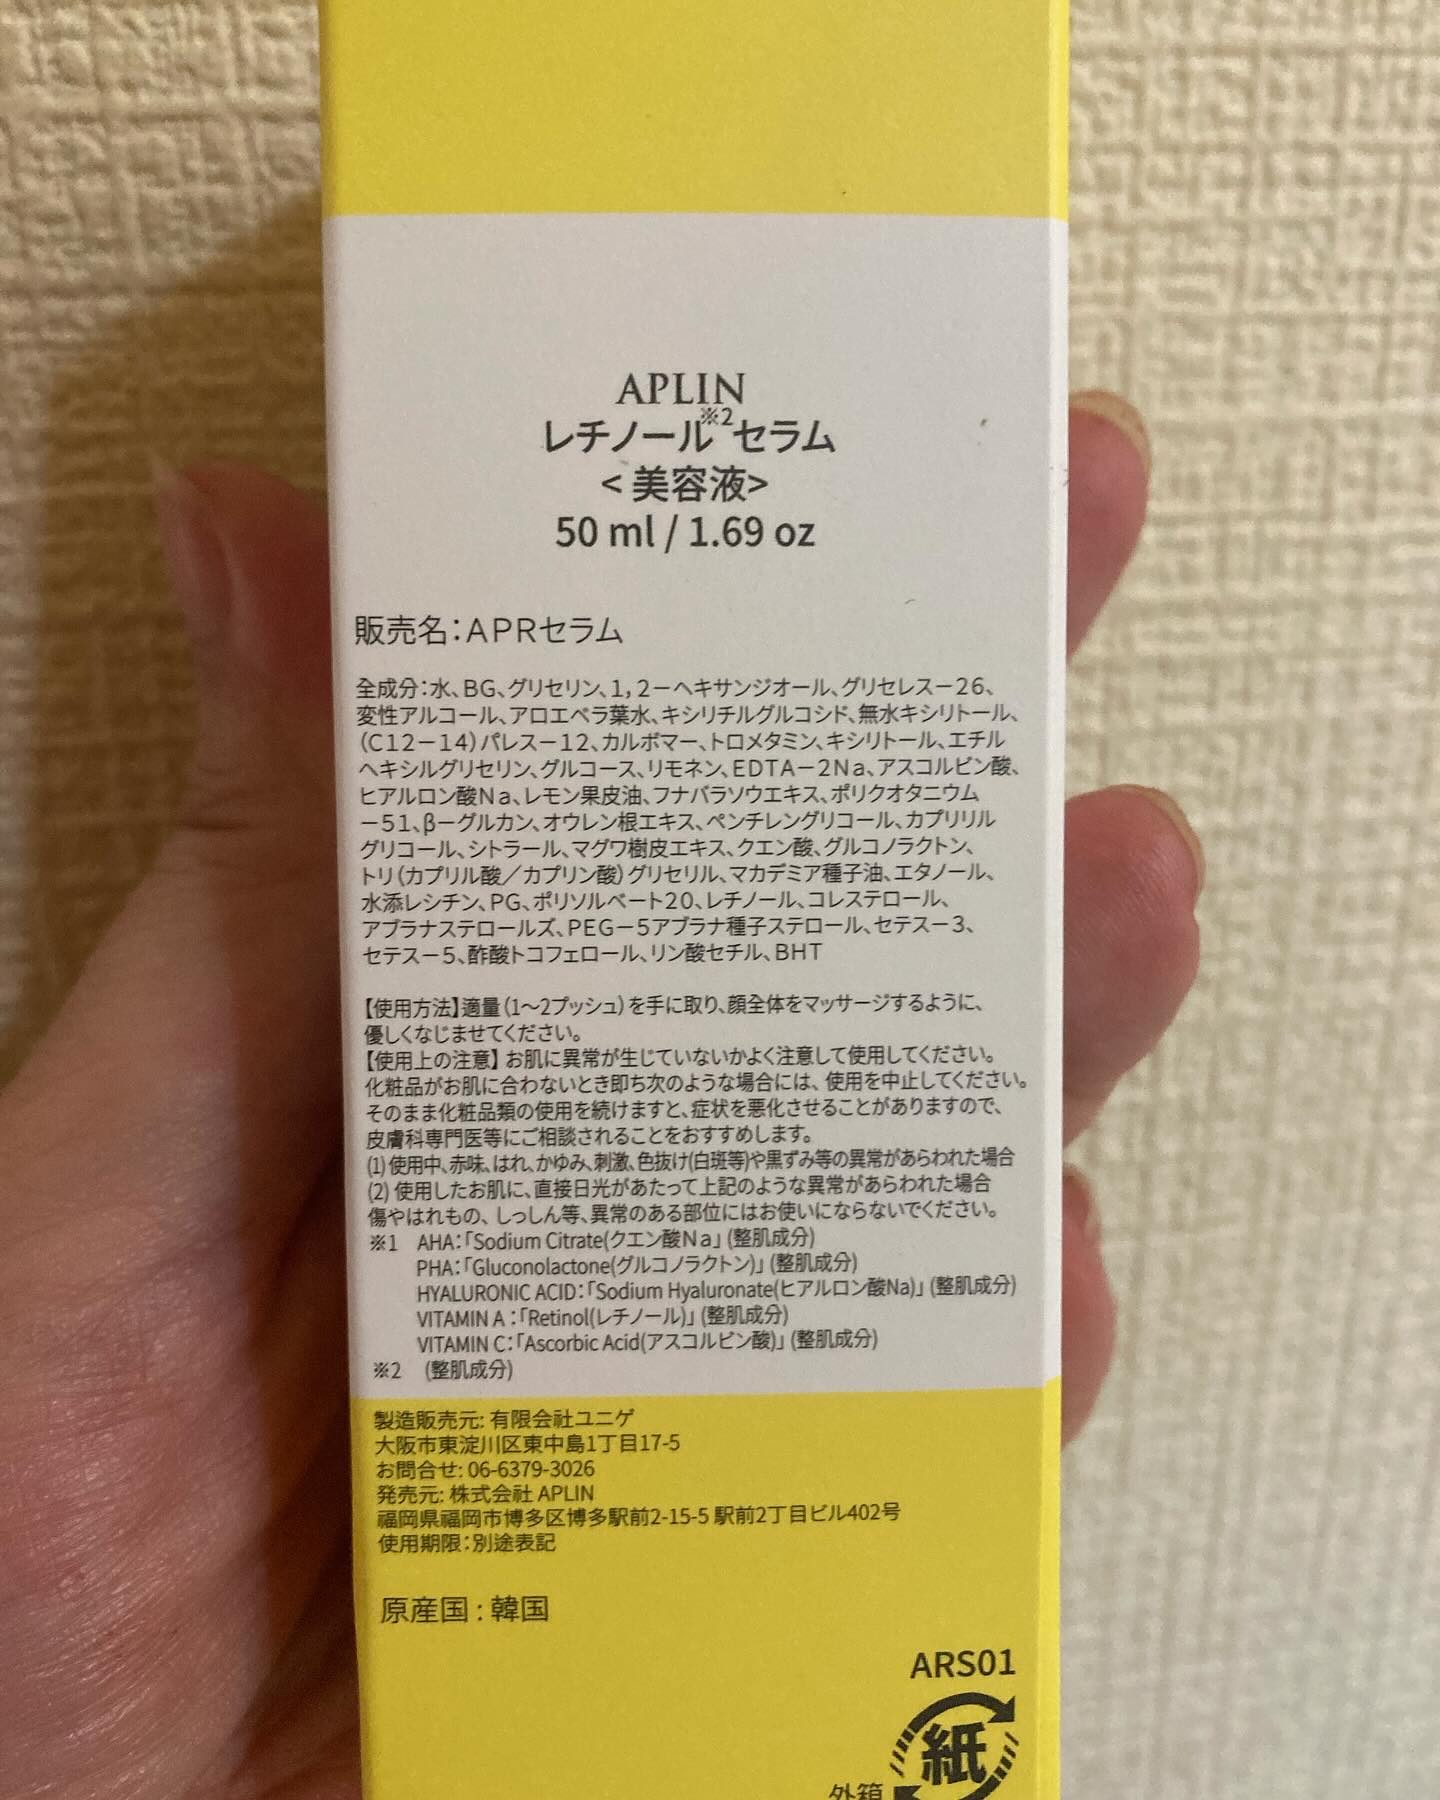 APLIN
レチノール※2セラム
<美容液>
50 ml / 1.69 oz
販売名：APRセラム
全成分：水、BG、グリセリン、1，2－ヘキサンジオール、グリセレス－26、
変性アルコール、アロエベラ葉水、キシリチルグルコシド、無水キシリトール、
（C12－14）パレス－12、カルボマー、トロメタミン、キシリトール、エチル
ヘキシルグリセリン、グルコース、リモネン、EDTA－2Na、アスコルビン酸、
ヒアルロン酸Na、レモン果皮油、フナバラソウエキス、ポリクオタニウム
－51、β－グルカン、オウレン根エキス、ペンチレングリコール、カプリリル
グリコール、シトラール、マグワ樹皮エキス、クエン酸、グルコノラクトン、
トリ（カプリル酸／カプリン酸）グリセリル、マカデミア種子油、エタノール、
水添レシチン、PG、ポリソルベート20、レチノール、コレステロール、
アブラナステロールズ、PEG－5アブラナ種子ステロール、セテス－3、
セテス－5、酢酸トコフェロール、リン酸セチル、BHT
【使用方法】適量（1～2プッシュ）を手に取り、顔全体をマッサージするように、
優しくなじませてください。
【使用上の注意】お肌に異常が生じていないかよく注意して使用してください。
化粧品がお肌に合わないとき即ち次のような場合には、使用を中止してください。
そのまま化粧品類の使用を続けますと、症状を悪化させることがありますので、
皮膚科専門医等にご相談されることをおすすめします。
(1) 使用中、赤味、はれ、かゆみ、刺激、色抜け(白斑等)や黒ずみ等の異常があらわれた場合
(2) 使用したお肌に、直接日光があたって上記のような異常があらわれた場合
傷やはれもの、しっしん等、異常のある部位にはお使いにならないでください。
※1 AHA：「Sodium Citrate(クエン酸Na」(整肌成分)
PHA：「Gluconolactone(グルコノラクトン)」(整肌成分)
HYALURONIC ACID：「Sodium Hyaluronate(ヒアルロン酸Na)」(整肌成分)
VITAMIN A：「Retinol(レチノール)」(整肌成分)
VITAMIN C：「Ascorbic Acid(アスコルビン酸)」(整肌成分)
※2 (整肌成分)
製造販売元: 有限会社ユニゲ
大阪市東淀川区東中島1丁目17-5
お問合せ: 06-6379-3026
発売元: 株式会社 APLIN
福岡県福岡市博多区博多駅前2-15-5 駅前2丁目ビル402号
使用期限：別途表記
原産国 : 韓国
ARS01
紙
外箱